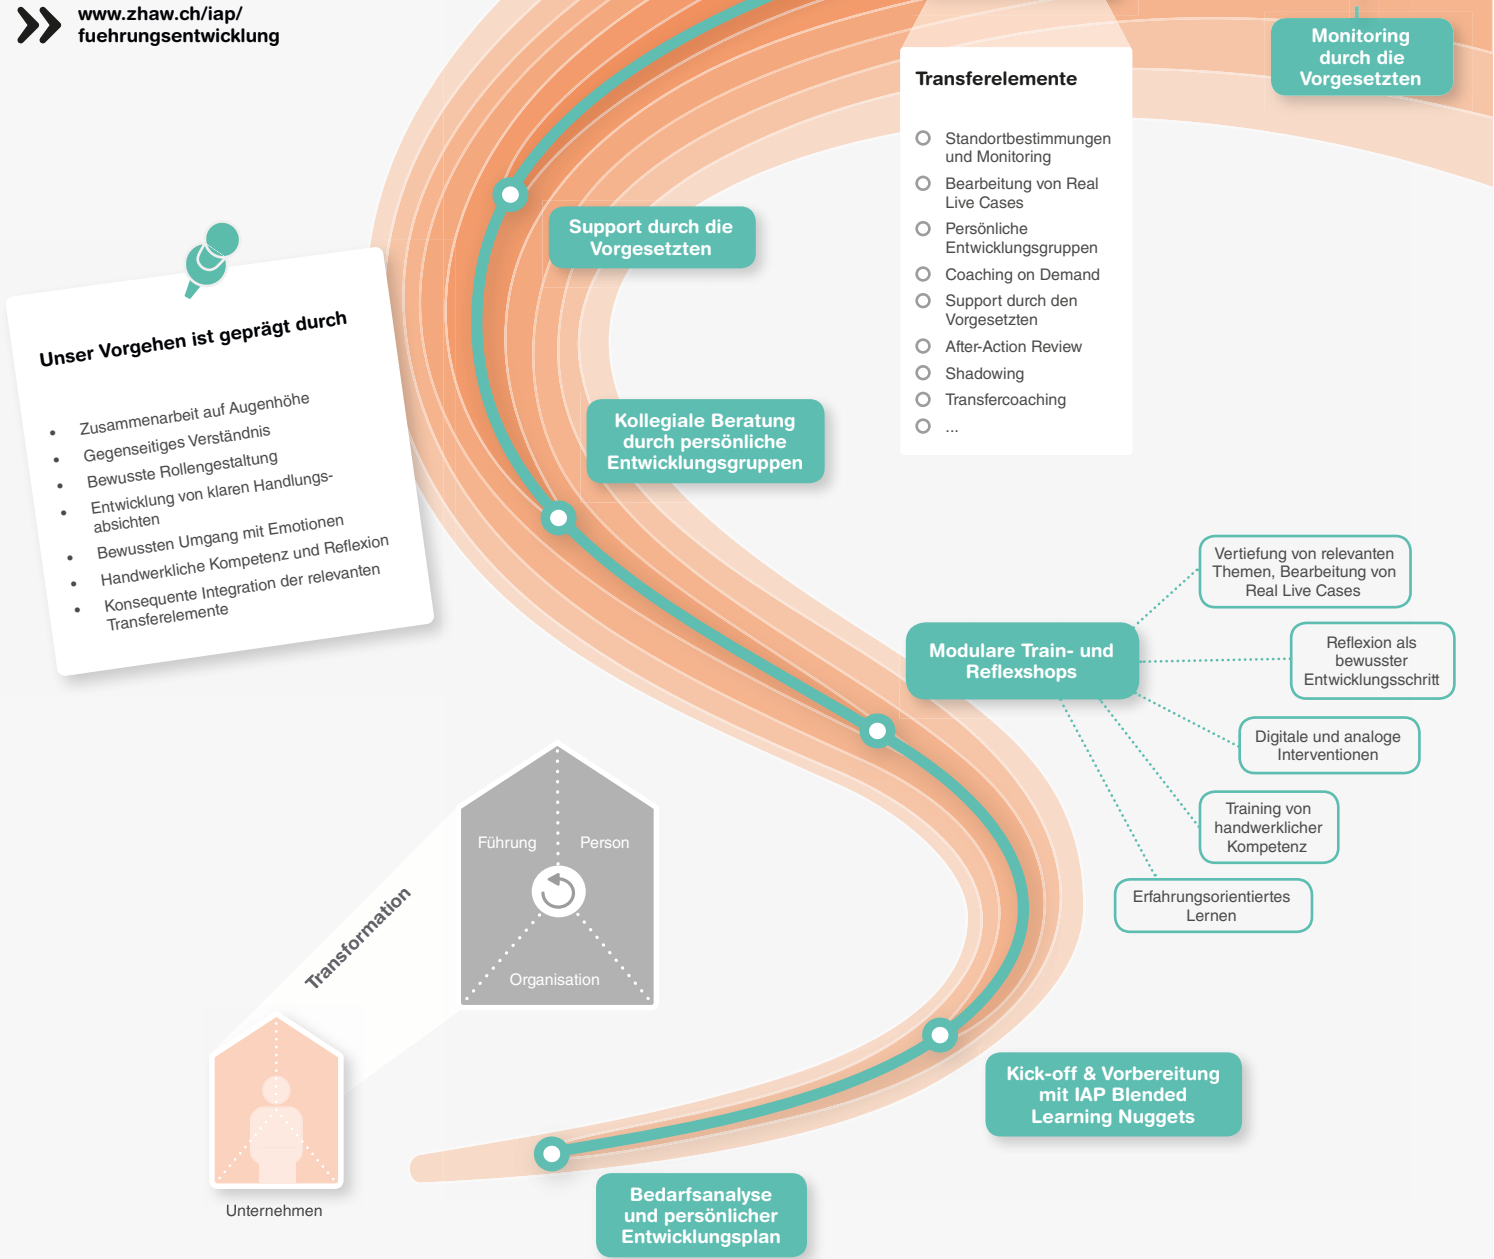 www.zhaw.ch/iap/
fuehrungsentwicklung
Monitoring
durch die
Vorgesetzten
Transferelemente
Standortbestimmungen
und Monitoring
Bearbeitung von Real
Live Cases
Persönliche
Entwicklungsgruppen
Coaching on Demand
Support durch den
Vorgesetzten
After-Action Review
Shadowing
Transfercoaching
...
Support durch die
Vorgesetzten
Unser Vorgehen ist geprägt durch
• Zusammenarbeit auf Augenhöhe
• Gegenseitiges Verständnis
• Bewusste Rollengestaltung
• Entwicklung von klaren Handlungs-
absichten
• Bewussten Umgang mit Emotionen
• Handwerkliche Kompetenz und Reflexion
• Konsequente Integration der relevanten
Transferelemente
Kollegiale Beratung
durch persönliche
Entwicklungsgruppen
Modulare Train- und
Reflexshops
Vertiefung von relevanten
Themen, Bearbeitung von
Real Live Cases
Reflexion als
bewusster
Entwicklungsschritt
Digitale und analoge
Interventionen
Training von
handwerklicher
Kompetenz
Erfahrungsorientiertes
Lernen
Führung
Person
Organisation
Transformation
Unternehmen
Kick-off & Vorbereitung
mit IAP Blended
Learning Nuggets
Bedarfsanalyse
und persönlicher
Entwicklungsplan